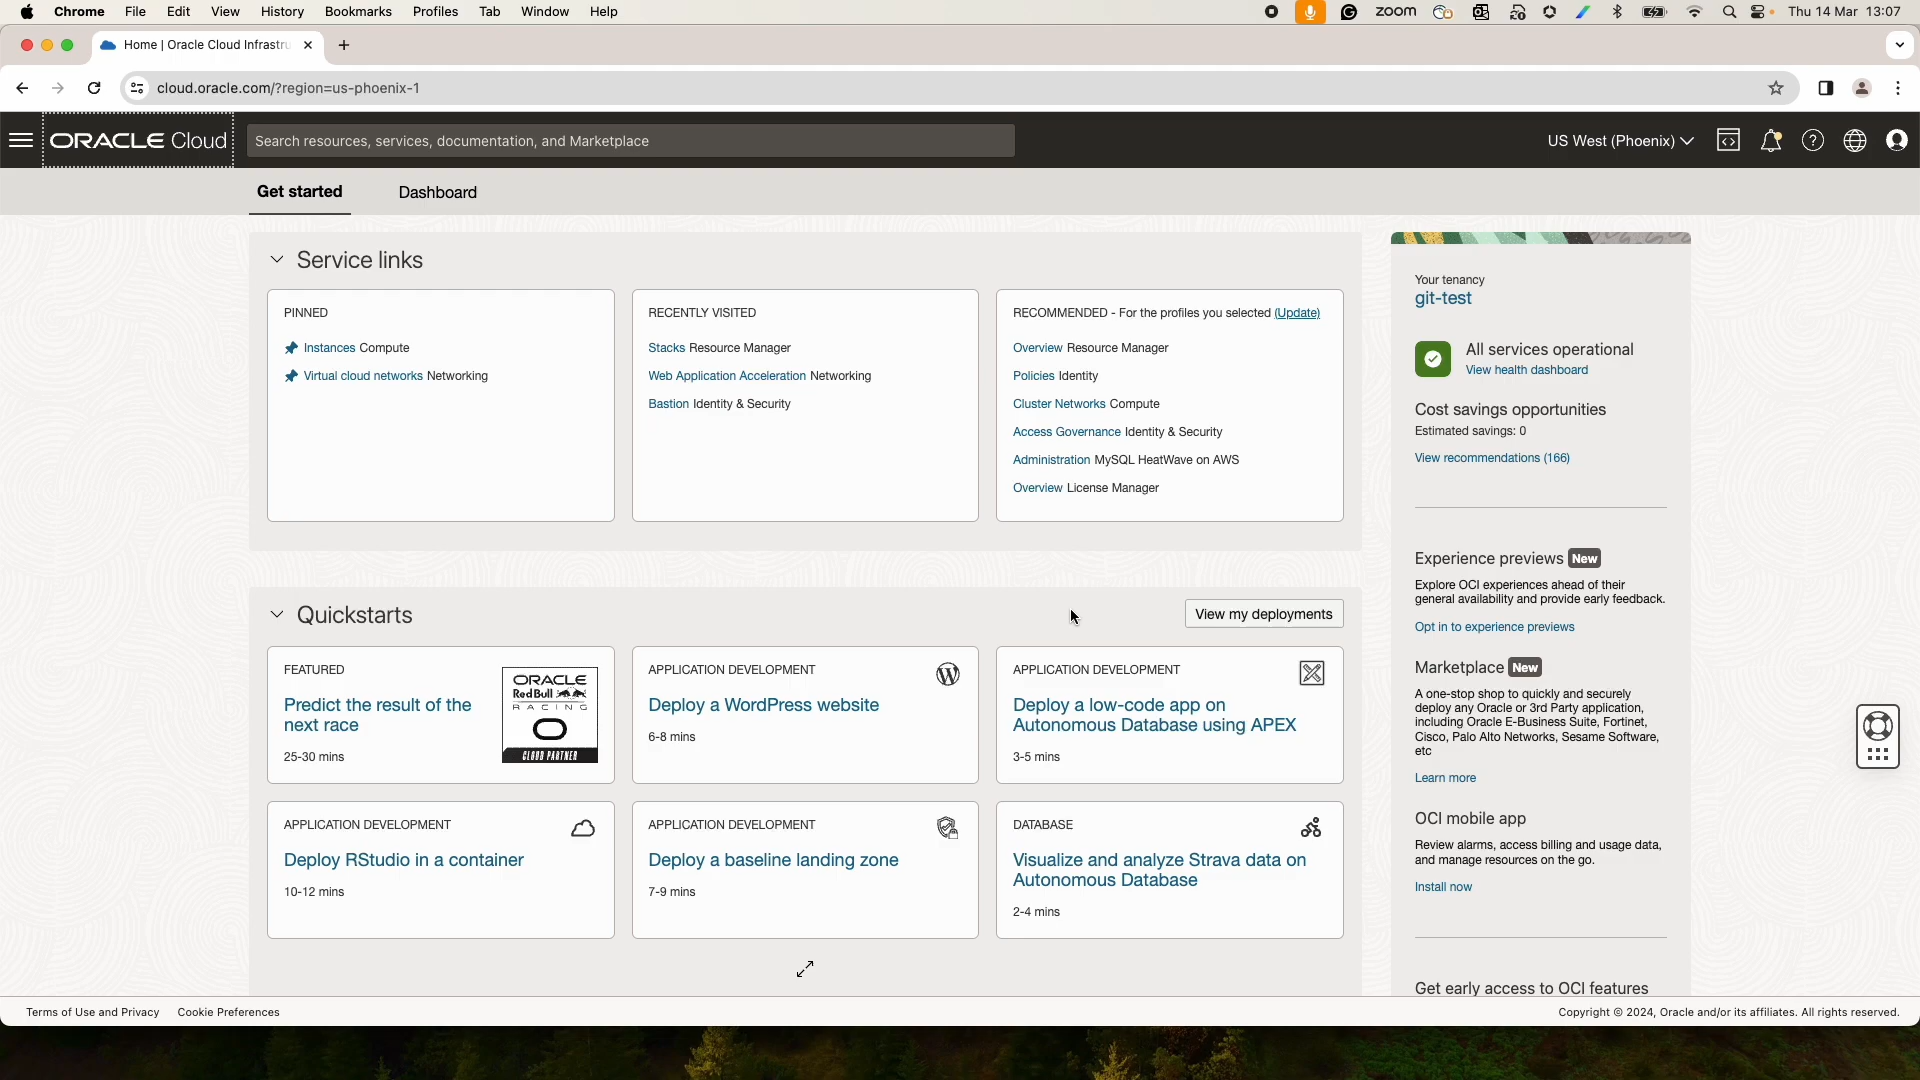 Chrome File Edit View History Bookmarks Profiles Tab Window Help zoom Thu 14 Mar 13:07
Home | Oracle Cloud Infrastru
cloud.oracle.com/?region=us-phoenix-1
ORACLE Cloud Search resources, services, documentation, and Marketplace US West (Phoenix)
Get started Dashboard
Service links
PINNED
Instances Compute
Virtual cloud networks Networking
RECENTLY VISITED
Stacks Resource Manager
Web Application Acceleration Networking
Bastion Identity & Security
RECOMMENDED - For the profiles you selected (Update)
Overview Resource Manager
Policies Identity
Cluster Networks Compute
Access Governance Identity & Security
Administration MySQL HeatWave on AWS
Overview License Manager
Quickstarts
View my deployments
FEATURED
Predict the result of the
next race
25-30 mins
ORACLE
Red Bull
RACING
CLOUD PARTNER
APPLICATION DEVELOPMENT
Deploy a WordPress website
6-8 mins
APPLICATION DEVELOPMENT
Deploy a low-code app on
Autonomous Database using APEX
3-5 mins
APPLICATION DEVELOPMENT
Deploy RStudio in a container
10-12 mins
APPLICATION DEVELOPMENT
Deploy a baseline landing zone
7-9 mins
DATABASE
Visualize and analyze Strava data on
Autonomous Database
2-4 mins
Your tenancy
git-test
All services operational
View health dashboard
Cost savings opportunities
Estimated savings: 0
View recommendations (166)
Experience previews New
Explore OCI experiences ahead of their
general availability and provide early feedback.
Opt in to experience previews
Marketplace New
A one-stop shop to quickly and securely
deploy any Oracle or 3rd Party application,
including Oracle E-Business Suite, Fortinet,
Cisco, Palo Alto Networks, Sesame Software,
etc
Learn more
OCI mobile app
Review alarms, access billing and usage data,
and manage resources on the go.
Install now
Get early access to OCI features
Terms of Use and Privacy Cookie Preferences
Copyright © 2024, Oracle and/or its affiliates. All rights reserved.